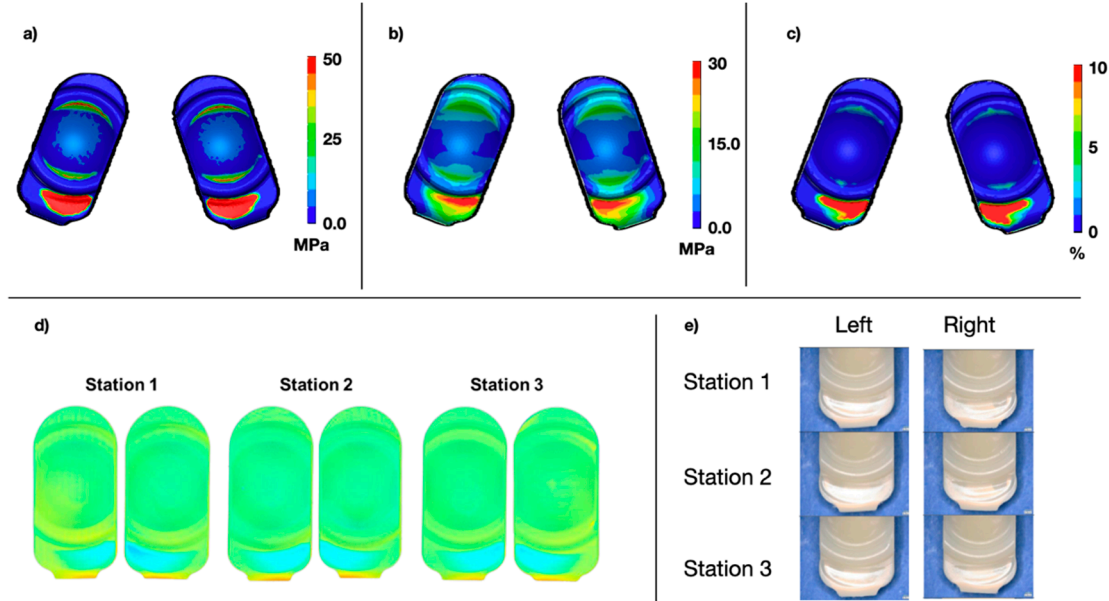 a)
50
25
0.0
MPa
b)
30
15.0
0.0
MPa
c)
10
5
0
%
d)
Station 1 Station 2 Station 3
e)
Left Right
Station 1
Station 2
Station 3